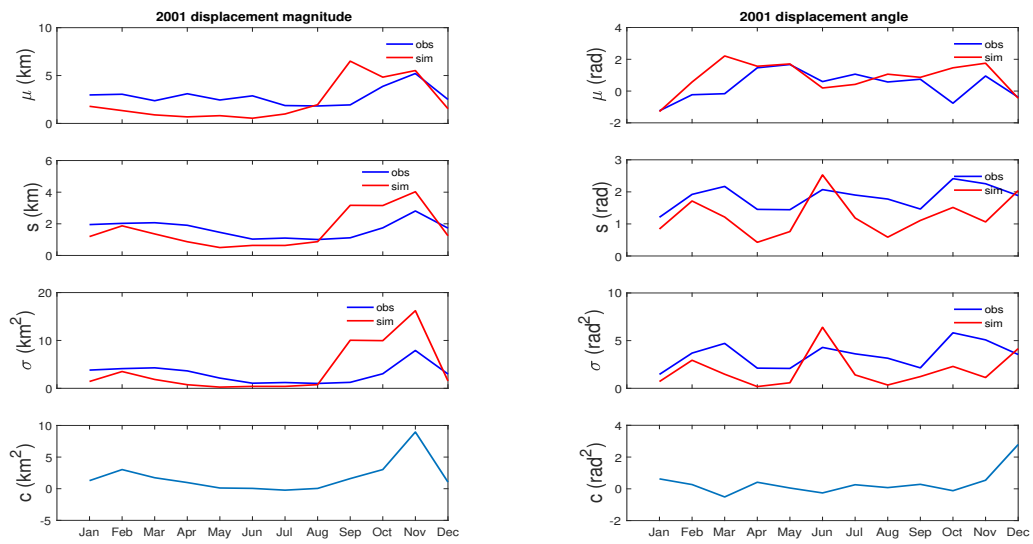 2001 displacement magnitude
10
5
0
μ (km)
obs
sim
6
4
2
0
s (km)
obs
sim
20
10
0
σ (km²)
obs
sim
10
5
0
-5
c (km²)
Jan Feb Mar Apr May Jun Jul Aug Sep Oct Nov Dec
2001 displacement angle
4
2
0
-2
μ (rad)
obs
sim
3
2
1
0
s (rad)
obs
sim
10
5
0
σ (rad²)
obs
sim
4
2
0
-2
c (rad²)
Jan Feb Mar Apr May Jun Jul Aug Sep Oct Nov Dec